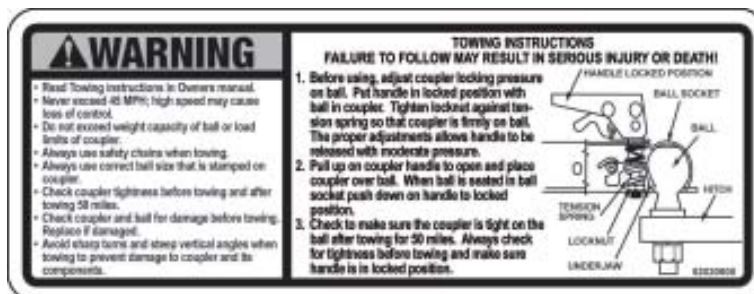 WARNING
• Read Towing Instructions in Owners manual.
• Never exceed 45 MPH; high speed may cause
loss of control.
• Do not exceed weight capacity of ball or load
limits of coupler.
• Always use safety chains when towing.
• Always use correct ball size that is stamped on
coupler.
• Check coupler tightness before towing and after
towing 50 miles.
• Check coupler and ball for damage before towing.
Replace if damaged.
• Avoid sharp turns and steep vertical angles when
towing to prevent damage to coupler and its
components.
TOWING INSTRUCTIONS
FAILURE TO FOLLOW MAY RESULT IN SERIOUS INJURY OR DEATH!
1. Before using, adjust coupler locking pressure
on ball. Put handle in locked position with
ball in coupler. Tighten locknut against ten-
sion spring so that coupler is firmly on ball.
The proper adjustments allows handle to be
released with moderate pressure.
2. Pull up on coupler handle to open and place
coupler over ball. When ball is seated in ball
socket push down on handle to locked
position.
3. Check to make sure the coupler is tight on the
ball after towing for 50 miles. Always check
for tightness before towing and make sure
handle is in locked position.
HANDLE LOCKED POSITION
BALL SOCKET
BALL
HITCH
TENSION
SPRING
LOCKNUT
UNDERJAW